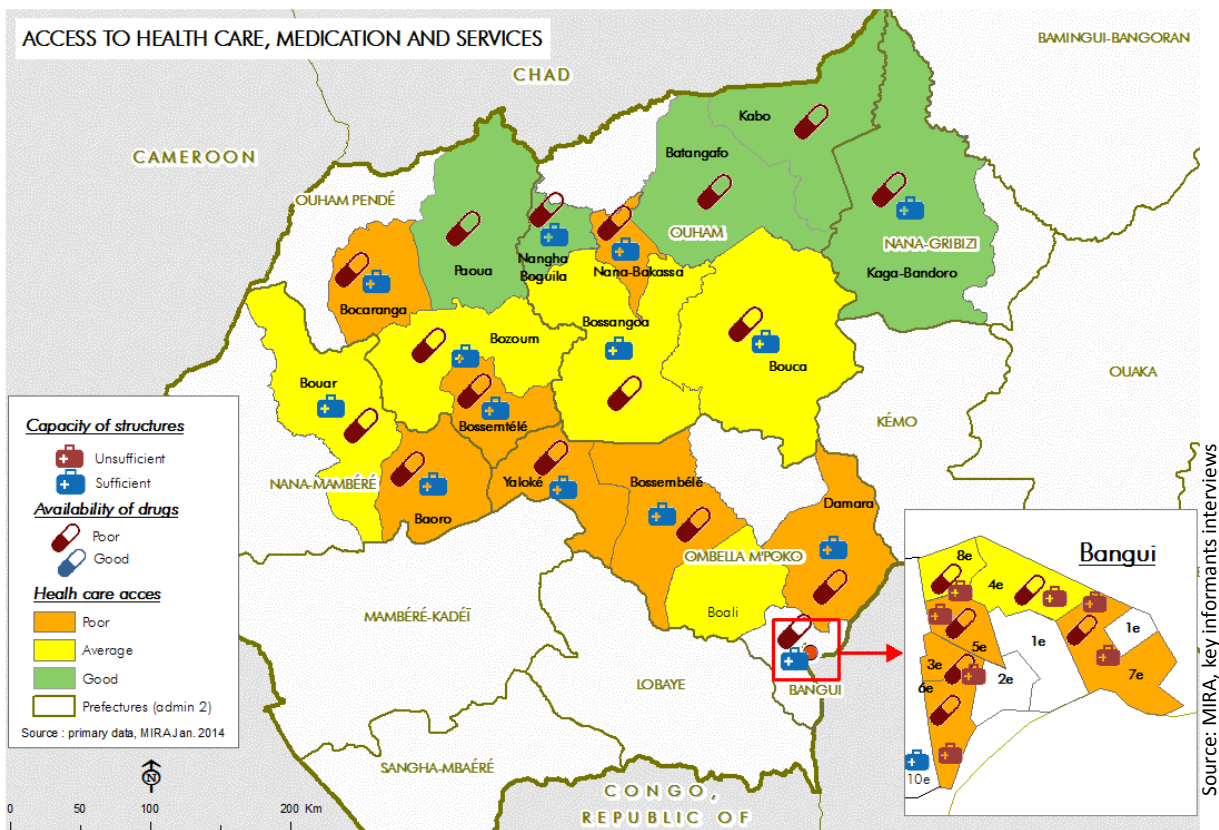 ACCESS TO HEALTH CARE, MEDICATION AND SERVICES
BAMINGUI-BANGORAN
CHAD
CAMEROON
Kabo
Batangafo
OUHAM PENDÉ
OUHAM
NANA-GRIBIZI
Nangha
Boguila
Nana-Bakassa
Paoua
Kaga-Bandoro
Bocaranga
Bossangoa
Bozoum
Bouca
Bouar
OUAKA
KÉMO
Bossemtélé
NANA-MAMBÉRÉ
Yaloké
Bossembélé
Damara
Baoro
OMBELLA M'POKO
Boali
MAMBÉRÉ-KADÉÏ
LOBAYE
BANGUI
SANGHA-MBAÉRÉ
CONGO,
REPUBLIC OF
Capacity of structures
Unsufficient
Sufficient
Availability of drugs
Poor
Good
Healh care acces
Poor
Average
Good
Prefectures (admin 2)
Source : primary data, MIRAJan. 2014
N
0 50 100 200 Km
Bangui
8e
4e
1e
1e
5e
3e
2e
7e
6e
10e
Source: MIRA, key informants interviews